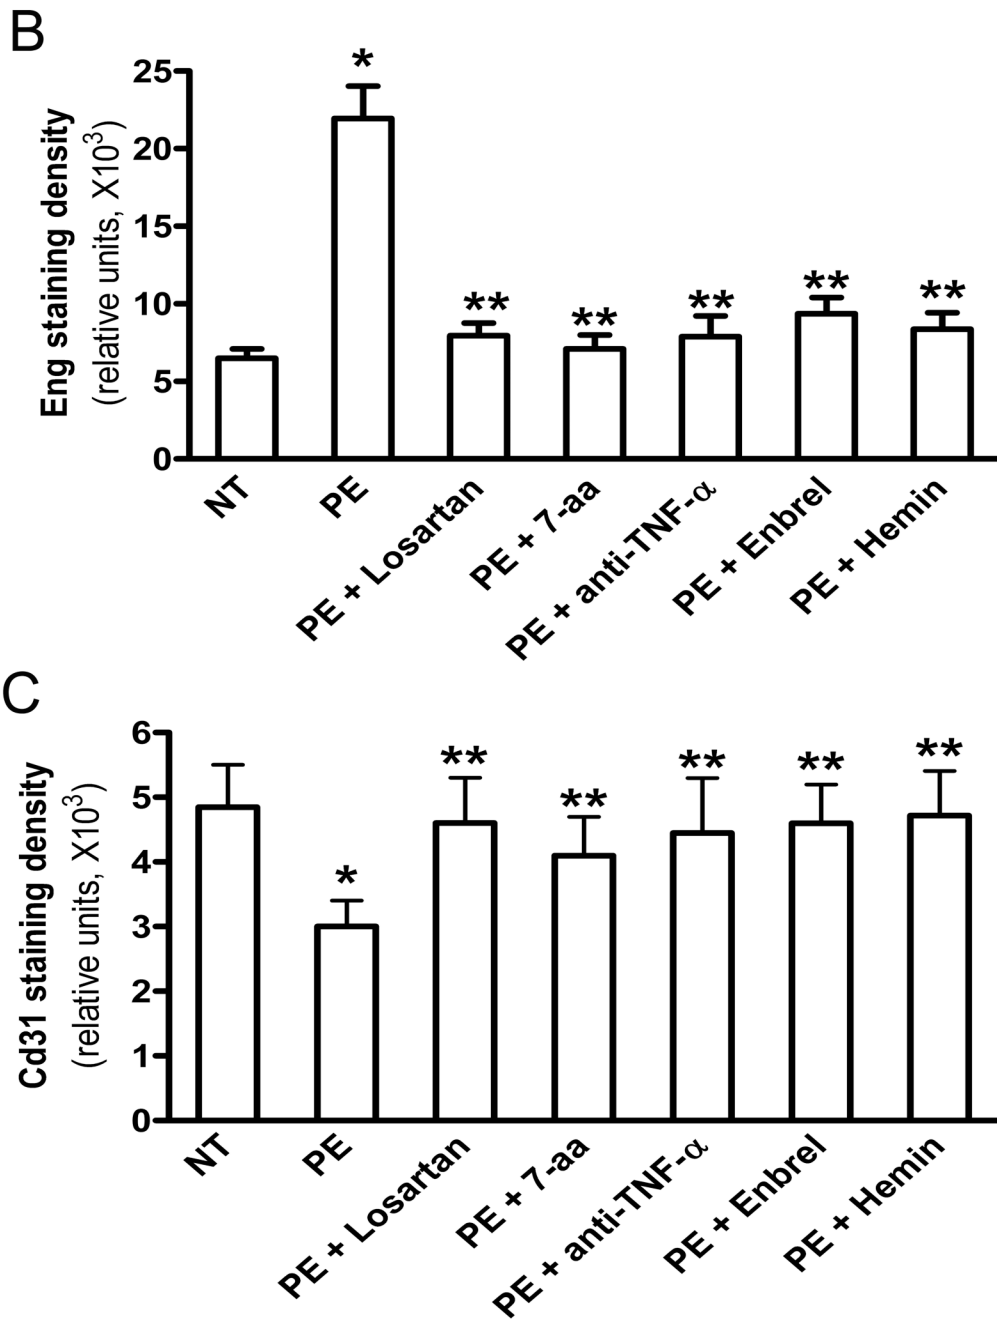 B
Eng staining density
(relative units, X10³)
25
20
15
10
5
0
*
**
**
**
**
**
NT
PE
PE + Losartan
PE + 7-aa
PE + anti-TNF-α
PE + Enbrel
PE + Hemin
C
Cd31 staining density
(relative units, X10³)
6
5
4
3
2
1
0
*
**
**
**
**
**
NT
PE
PE + Losartan
PE + 7-aa
PE + anti-TNF-α
PE + Enbrel
PE + Hemin